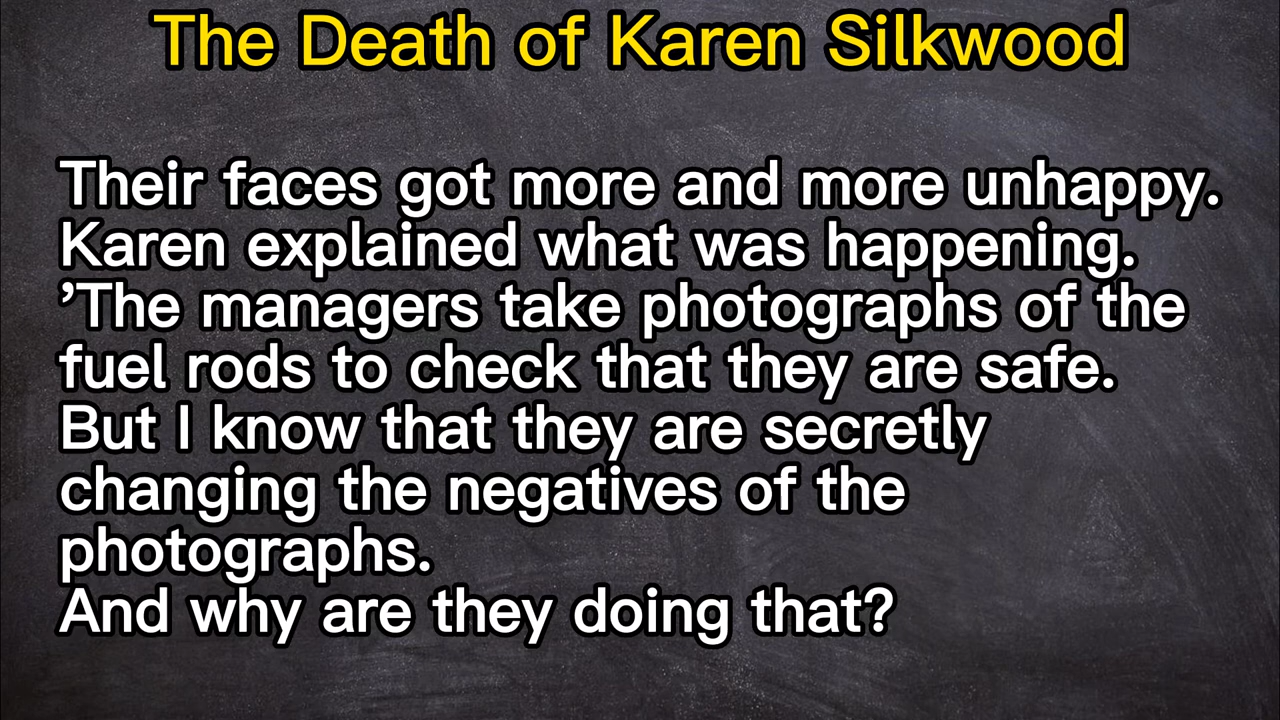 The Death of Karen Silkwood
Their faces got more and more unhappy.
Karen explained what was happening.
’The managers take photographs of the
fuel rods to check that they are safe.
But I know that they are secretly
changing the negatives of the
photographs.
And why are they doing that?